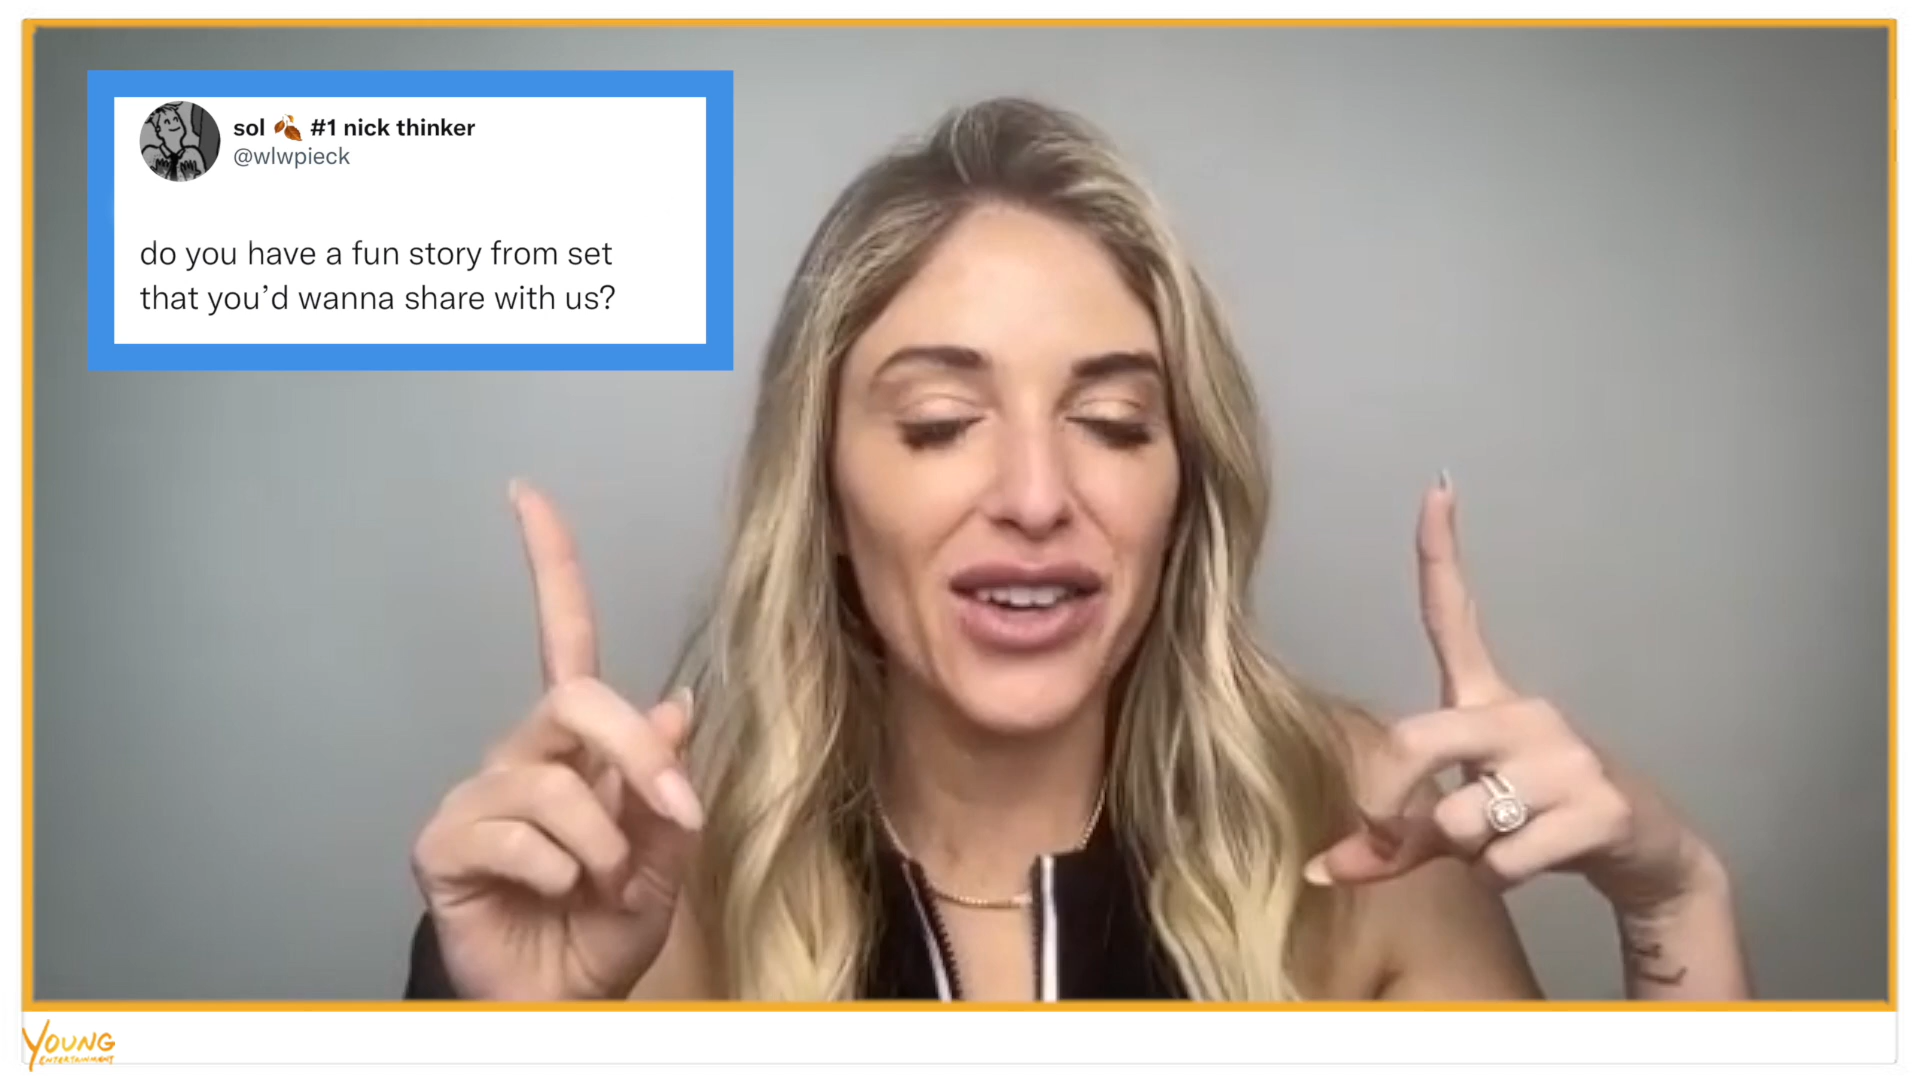 sol 🍂 #1 nick thinker
@wlwpieck
do you have a fun story from set
that you’d wanna share with us?
YOUNG
ENTERTAINMENT